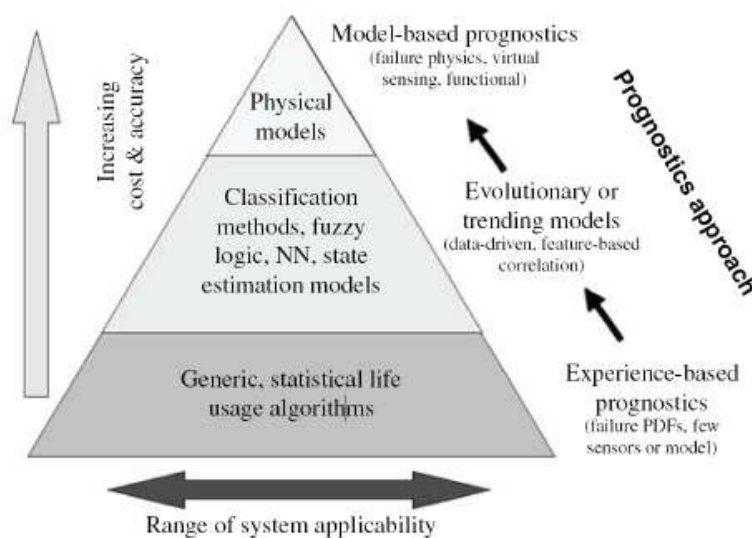 Model-based prognostics
(failure physics, virtual
sensing, functional)
Increasing
cost & accuracy
Physical
models
Prognostics approach
Classification
methods, fuzzy
logic, NN, state
estimation models
Evolutionary or
trending models
(data-driven, feature-based
correlation)
Generic, statistical life
usage algorithms
Experience-based
prognostics
(failure PDFs, few
sensors or model)
Range of system applicability